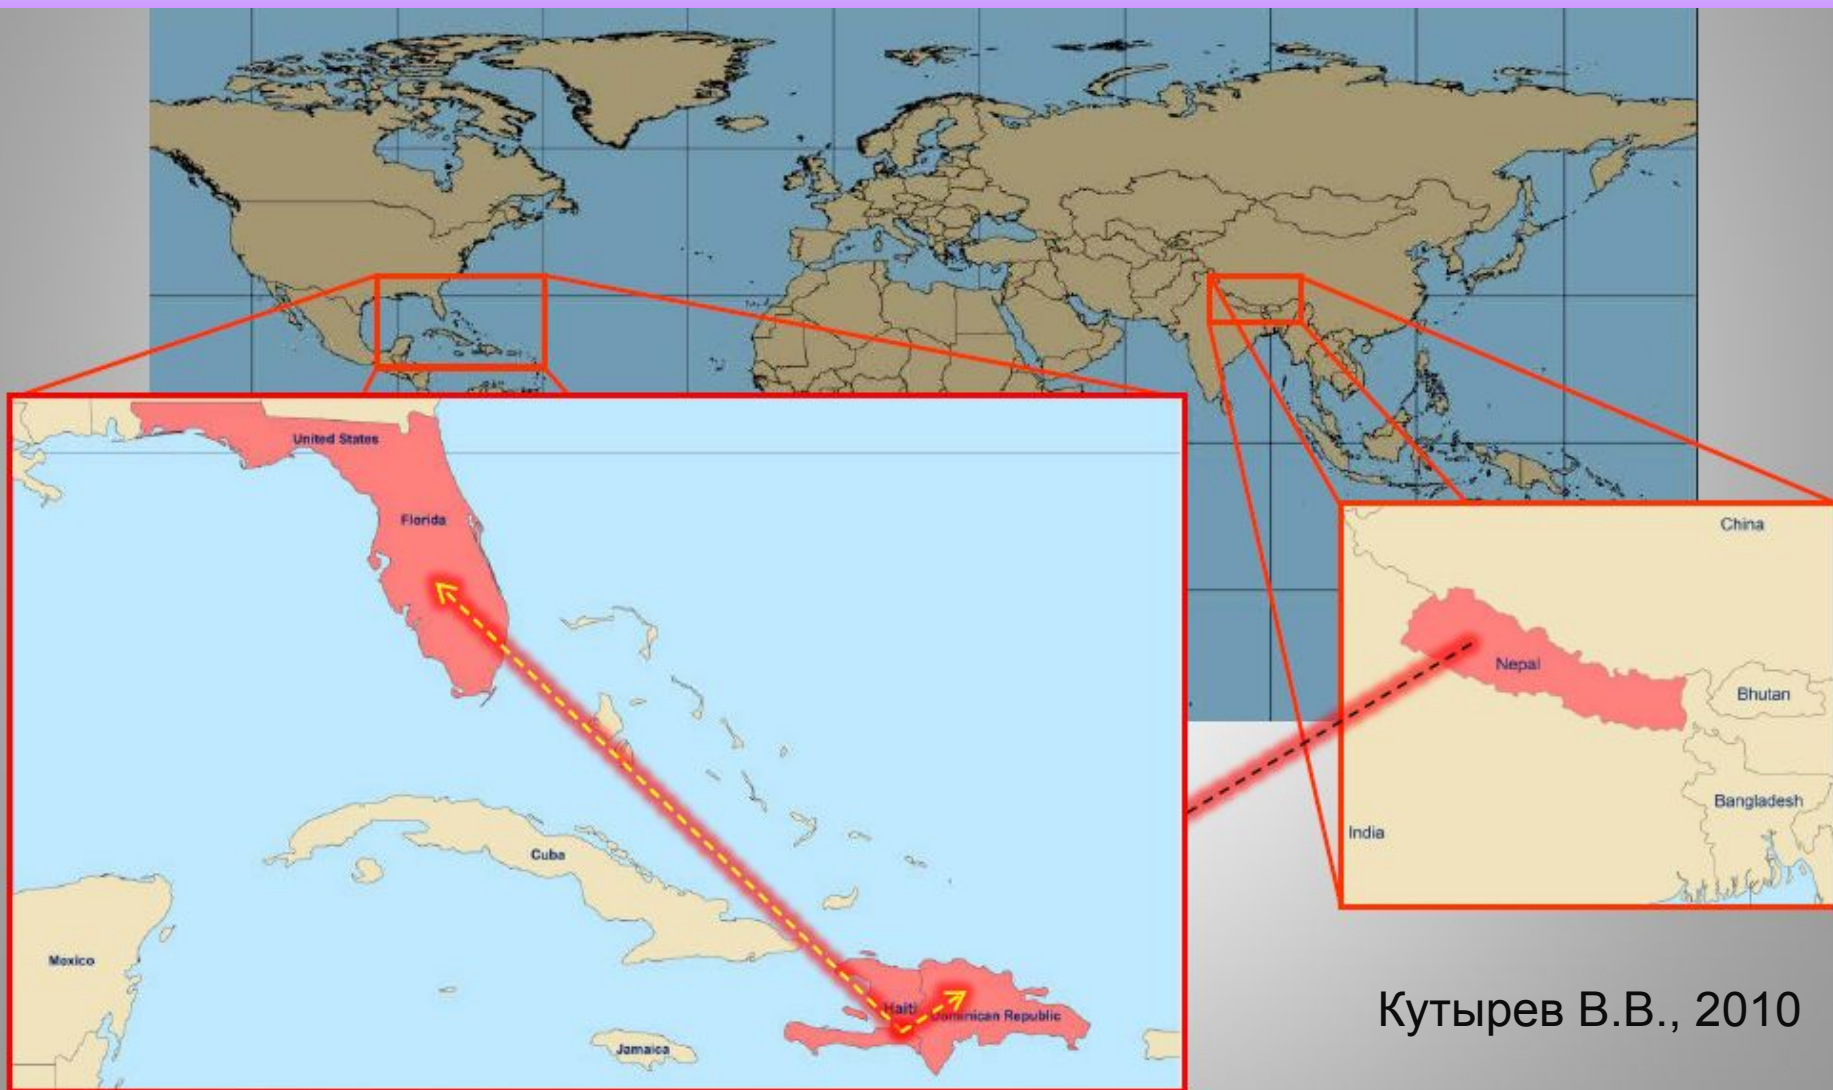 United States
Florida
Cuba
Mexico
Haiti
Dominican Republic
Jamaica
China
Nepal
Bhutan
Bangladesh
India
Кутырев В.В., 2010